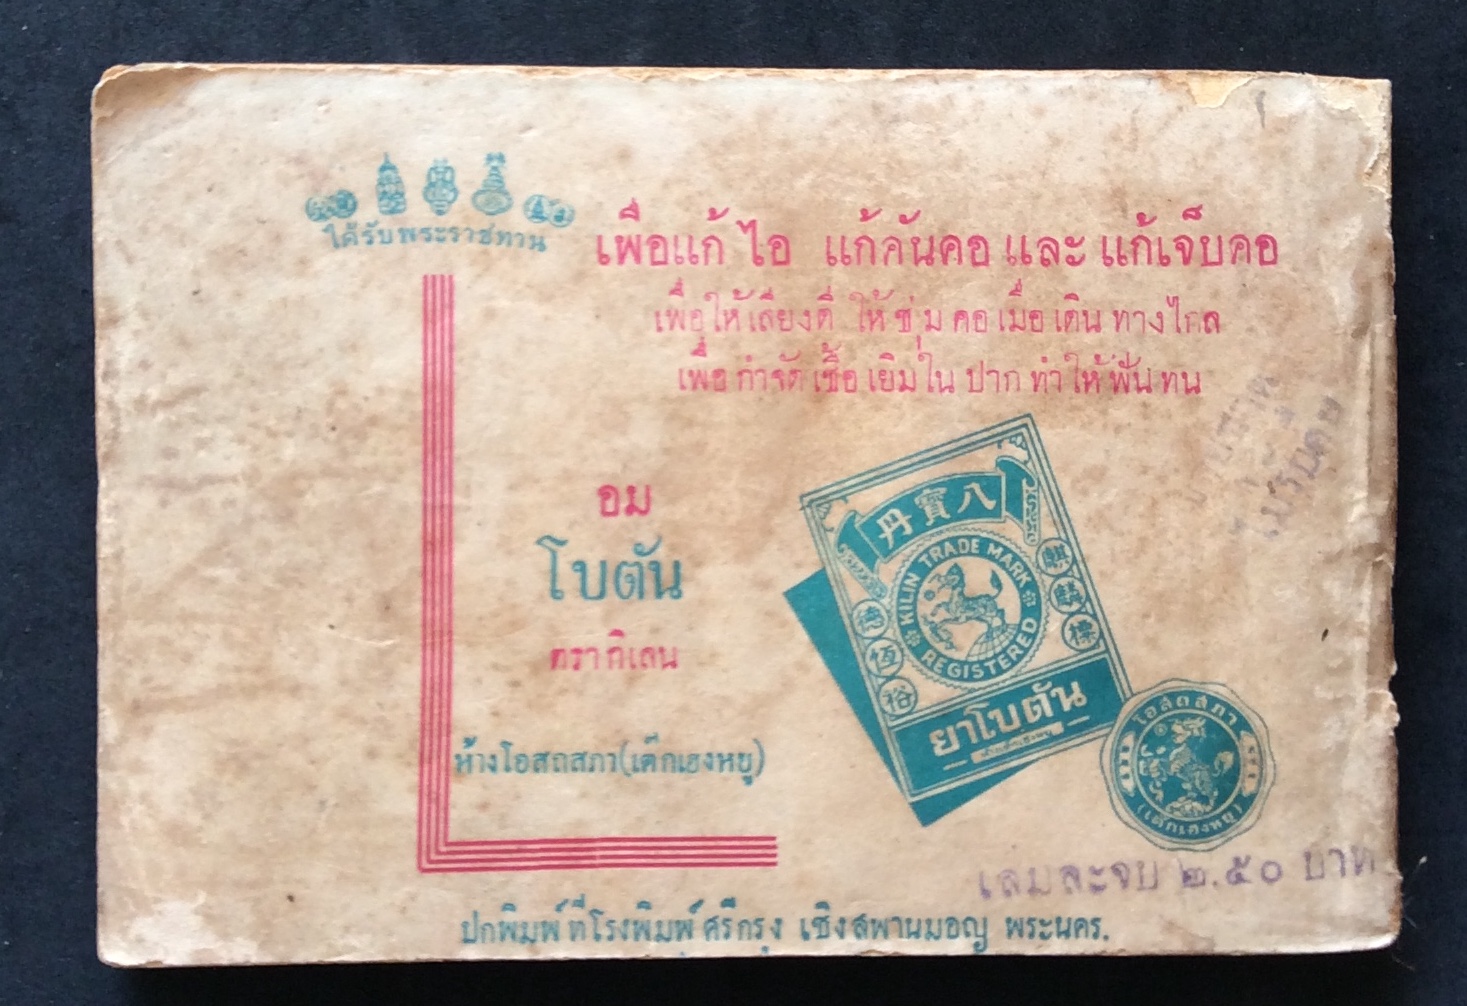 ได้รับพระราชทาน
เพื่อแก้ ไอ แก้คันคอ และ แก้เจ็บคอ
เพื่อให้เสียงดี ให้ ชุ่ม คอ เมื่อ เดิน ทางไกล
เพื่อ กำจัด เชื้อ เยิมใน ปาก ทำให้ ฟัน ทน
อม
โบตัน
ตรากิเลน
ห้างโอสถสภา(เต๊กเฮงหยู)
丹寶八
KILIN TRADE MARK
REGISTERED
麒麟標
德恆裕
ยาโบตัน
โอสถสภา
(เต๊กเฮงหยู)
เล่มละจบ ๒.๕๐ บาท
ปกพิมพ์ ที่โรงพิมพ์ ศรีกรุง เชิงสพานมอญ พระนคร.